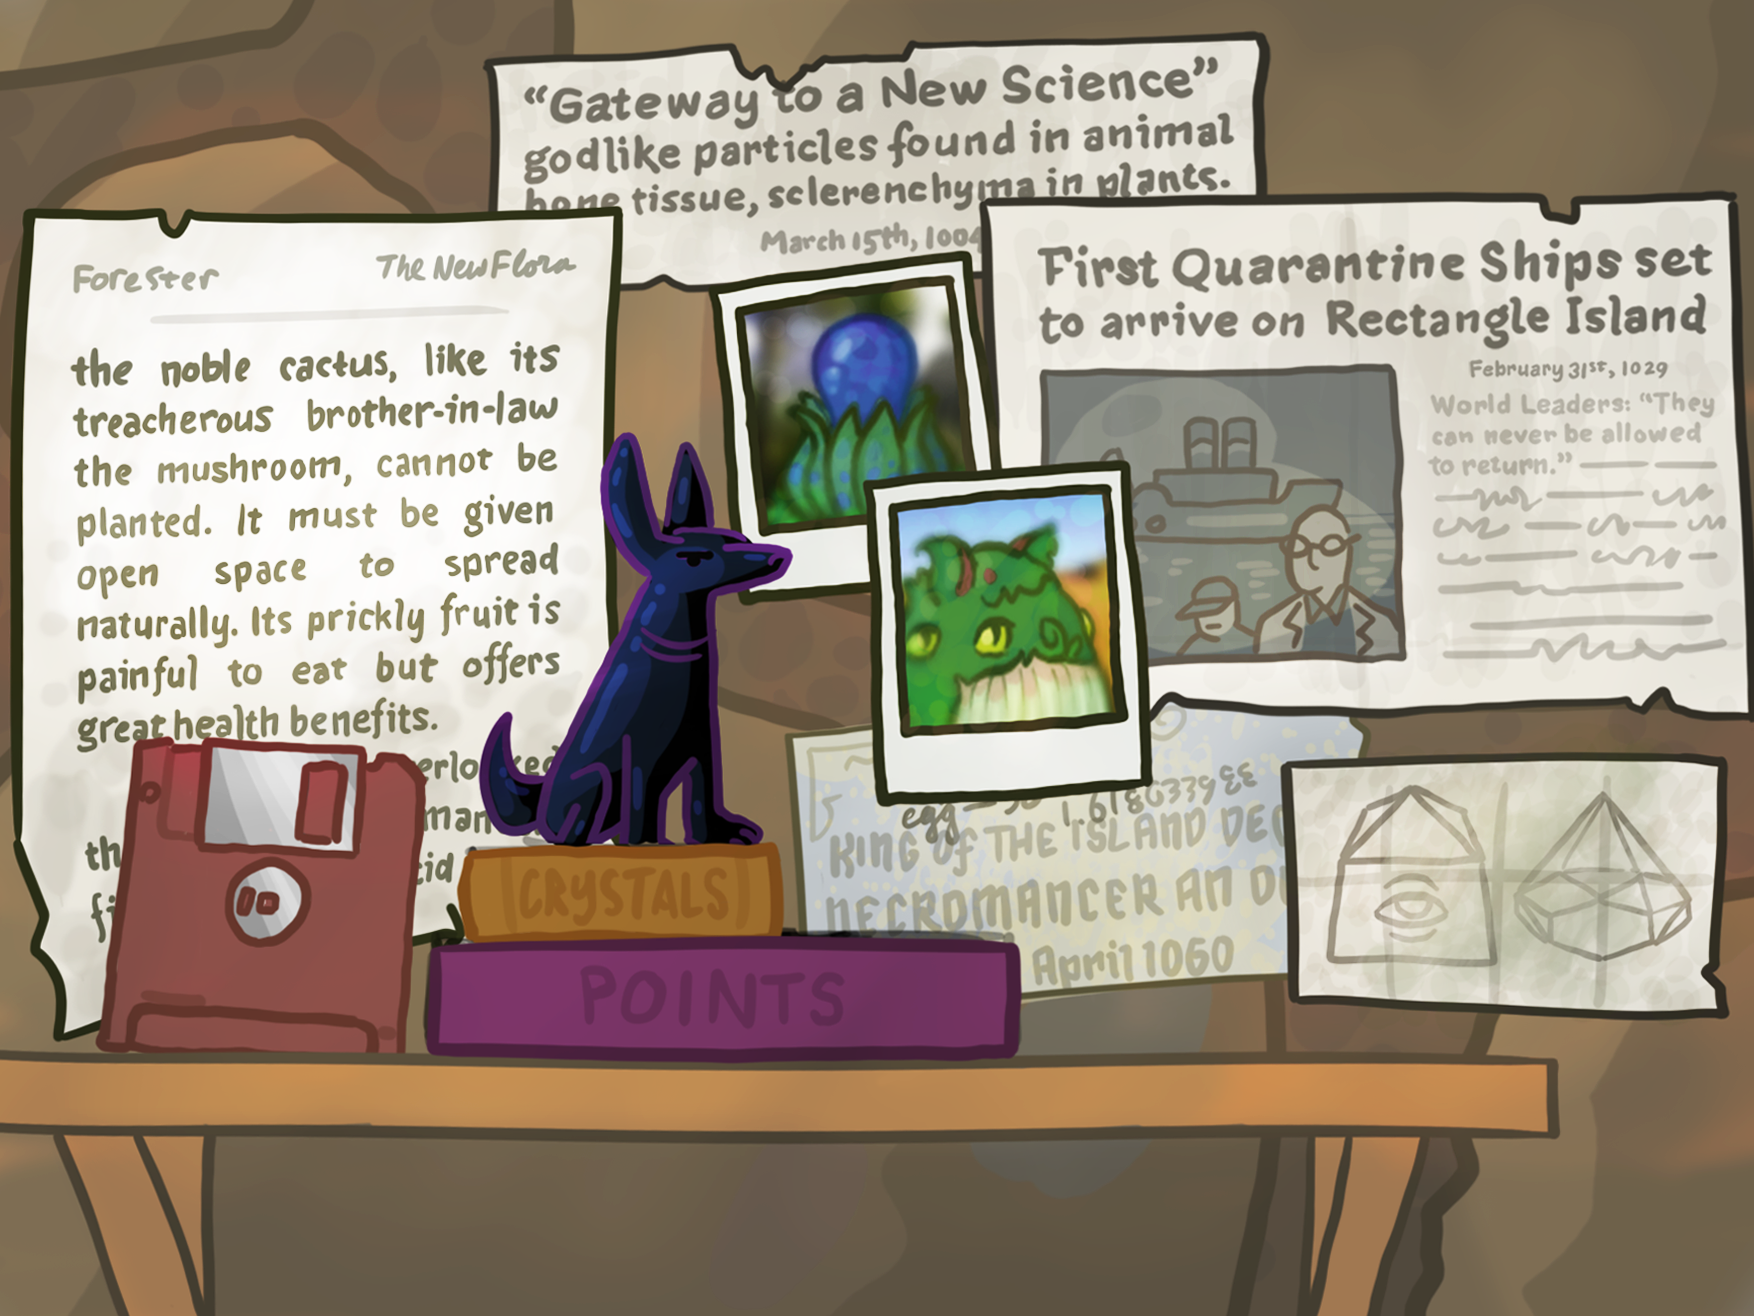 “Gateway to a New Science”
godlike particles found in animal
bone tissue, sclerenchyma in plants.
March 15th, 1004
Forester
The New Flora
the noble cactus, like its
treacherous brother-in-law
the mushroom, cannot be
planted. It must be given
open space to spread
naturally. Its prickly fruit is
painful to eat but offers
great health benefits.
First Quarantine Ships set
to arrive on Rectangle Island
February 31st, 1029
World Leaders: “They
can never be allowed
to return.”
egg
KING OF THE ISLAND
NECROMANCER AN
April 1060
CRYSTALS
POINTS